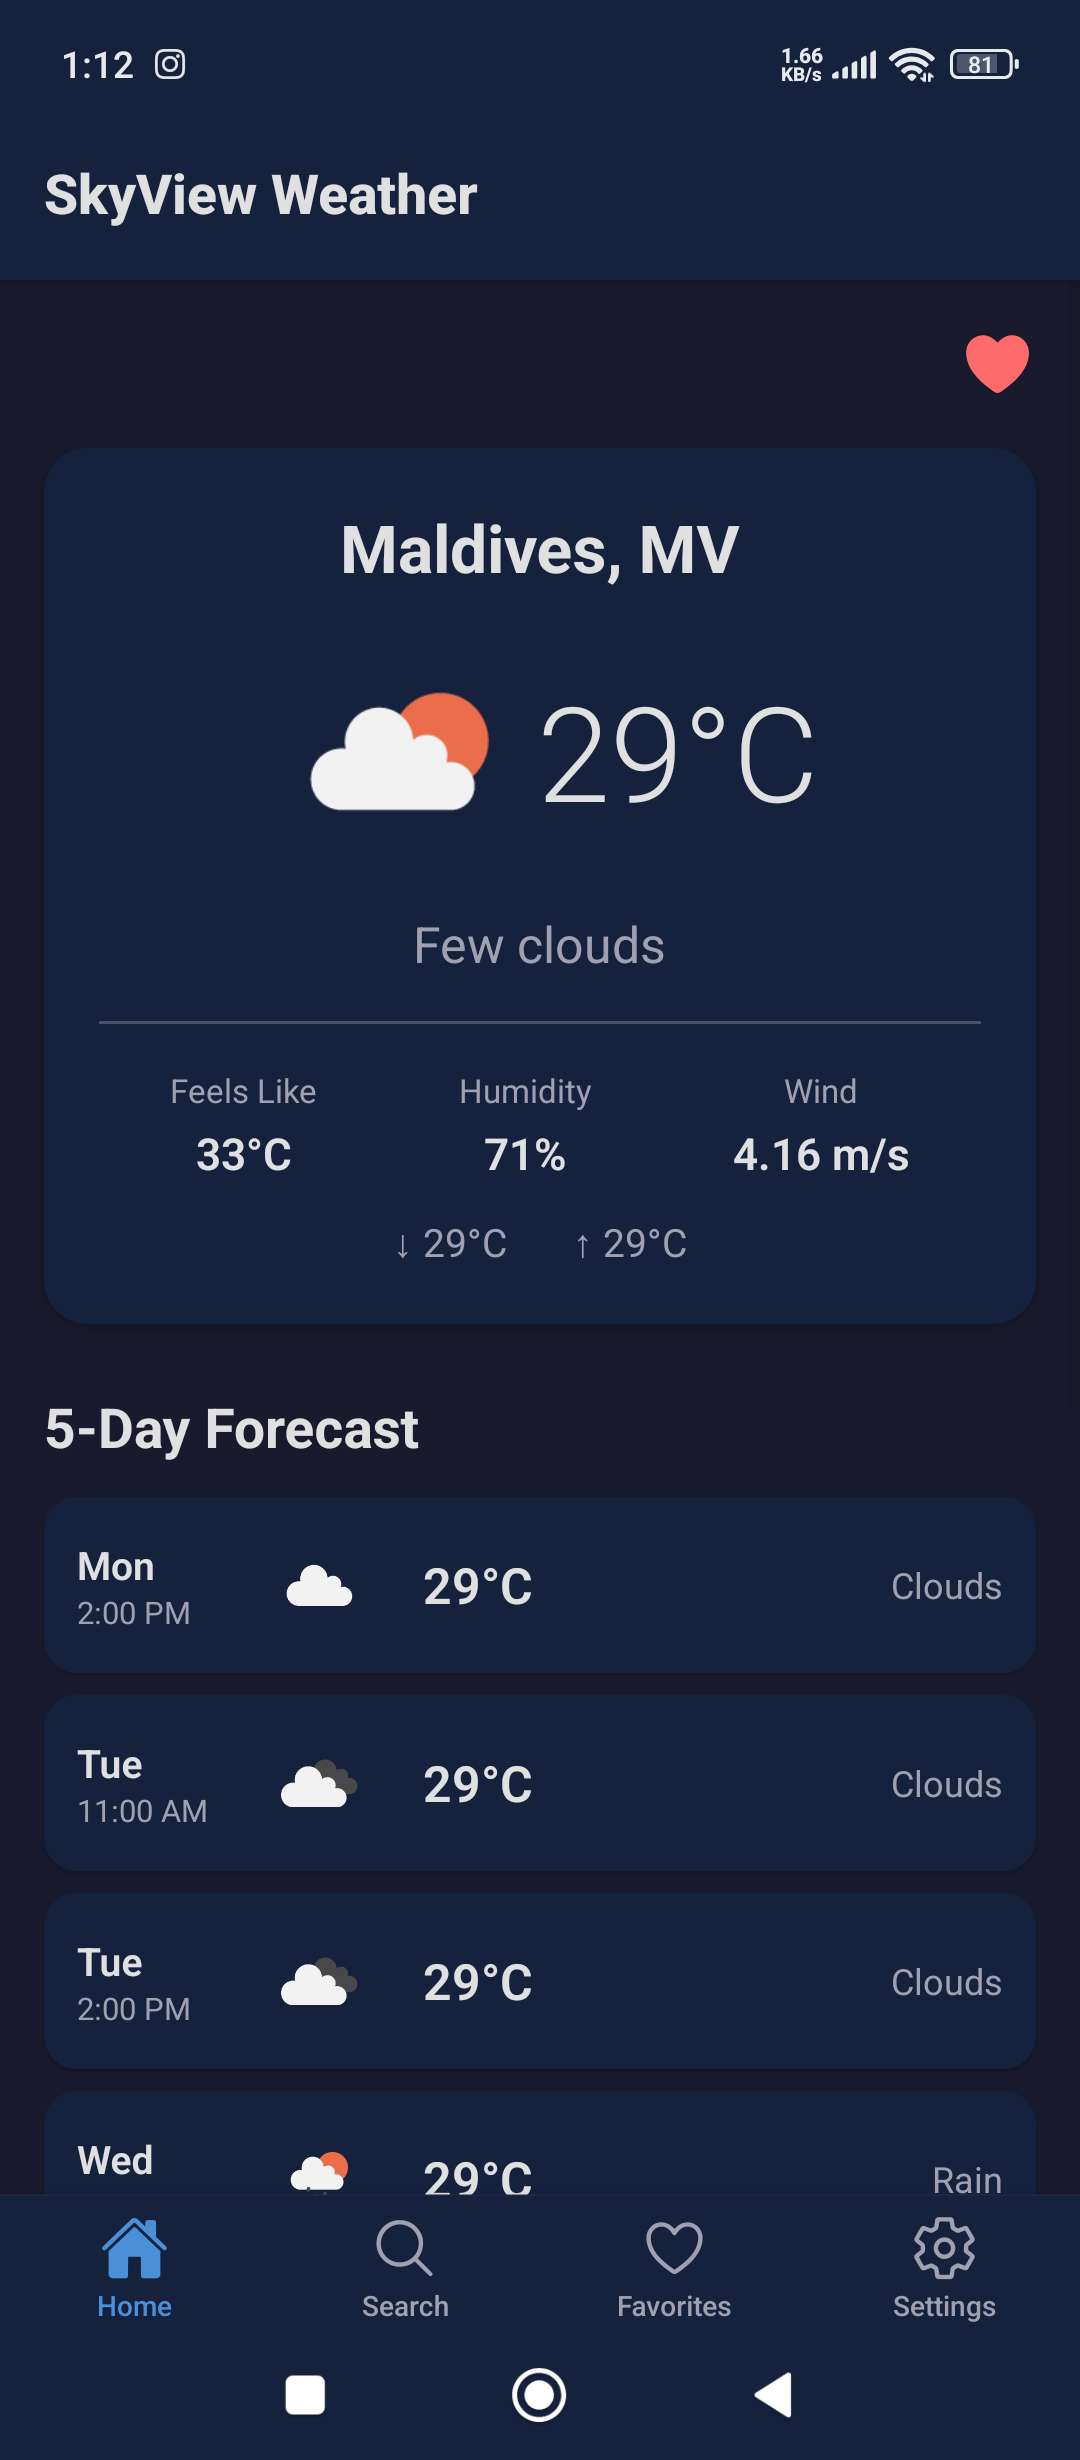 1:12
1.66
KB/s
81
SkyView Weather
Maldives, MV
29°C
Few clouds
Feels Like Humidity Wind
33°C 71% 4.16 m/s
↓ 29°C ↑ 29°C
5-Day Forecast
Mon
2:00 PM
29°C
Clouds
Tue
11:00 AM
29°C
Clouds
Tue
2:00 PM
29°C
Clouds
Wed
29°C
Rain
Home Search Favorites Settings